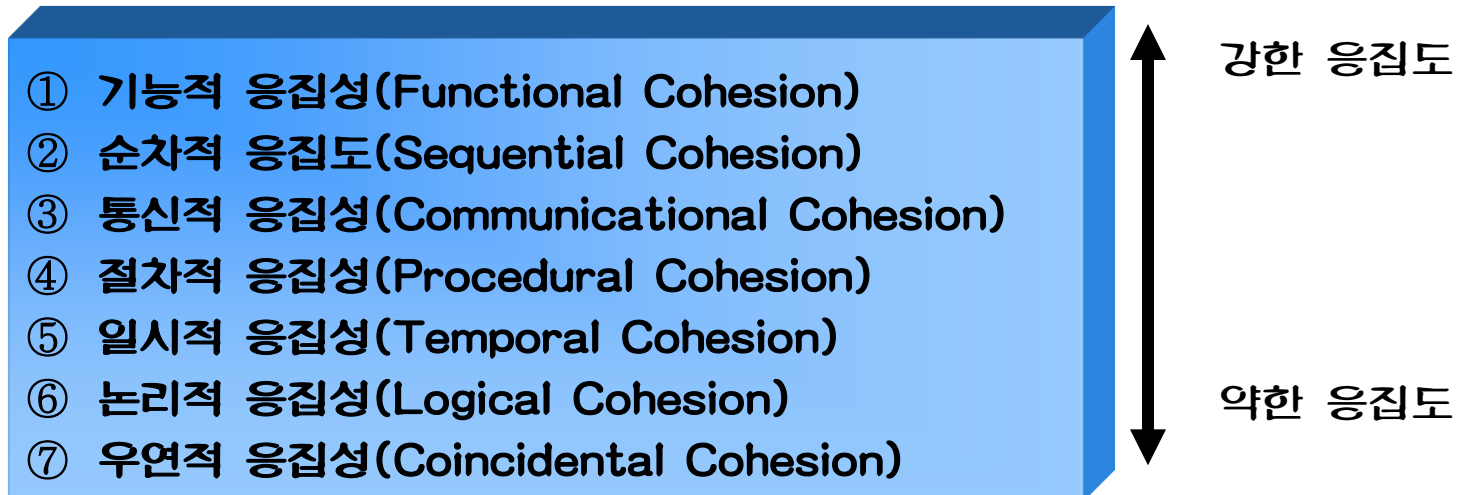 ① 기능적 응집성(Functional Cohesion)
② 순차적 응집도(Sequential Cohesion)
③ 통신적 응집성(Communicational Cohesion)
④ 절차적 응집성(Procedural Cohesion)
⑤ 일시적 응집성(Temporal Cohesion)
⑥ 논리적 응집성(Logical Cohesion)
⑦ 우연적 응집성(Coincidental Cohesion)
강한 응집도
약한 응집도